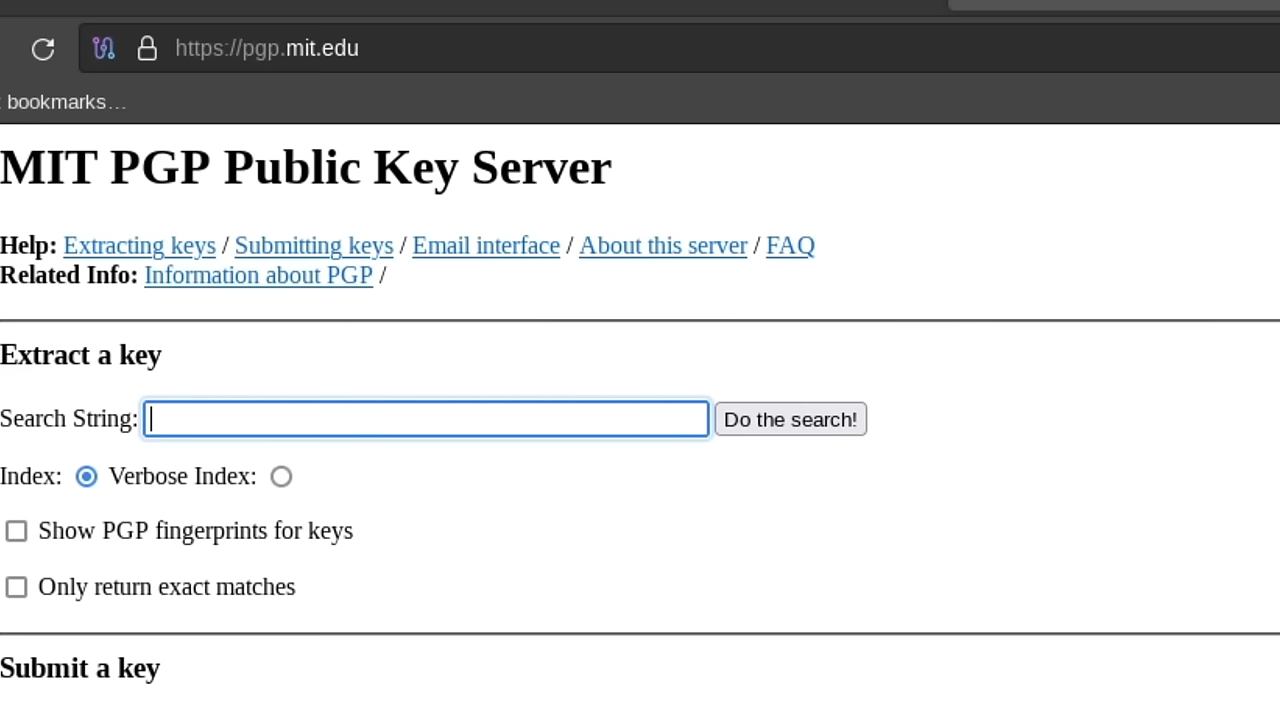 https://pgp.mit.edu
bookmarks…
MIT PGP Public Key Server
Help: Extracting keys / Submitting keys / Email interface / About this server / FAQ
Related Info: Information about PGP /
Extract a key
Search String: Do the search!
Index: Verbose Index:
Show PGP fingerprints for keys
Only return exact matches
Submit a key